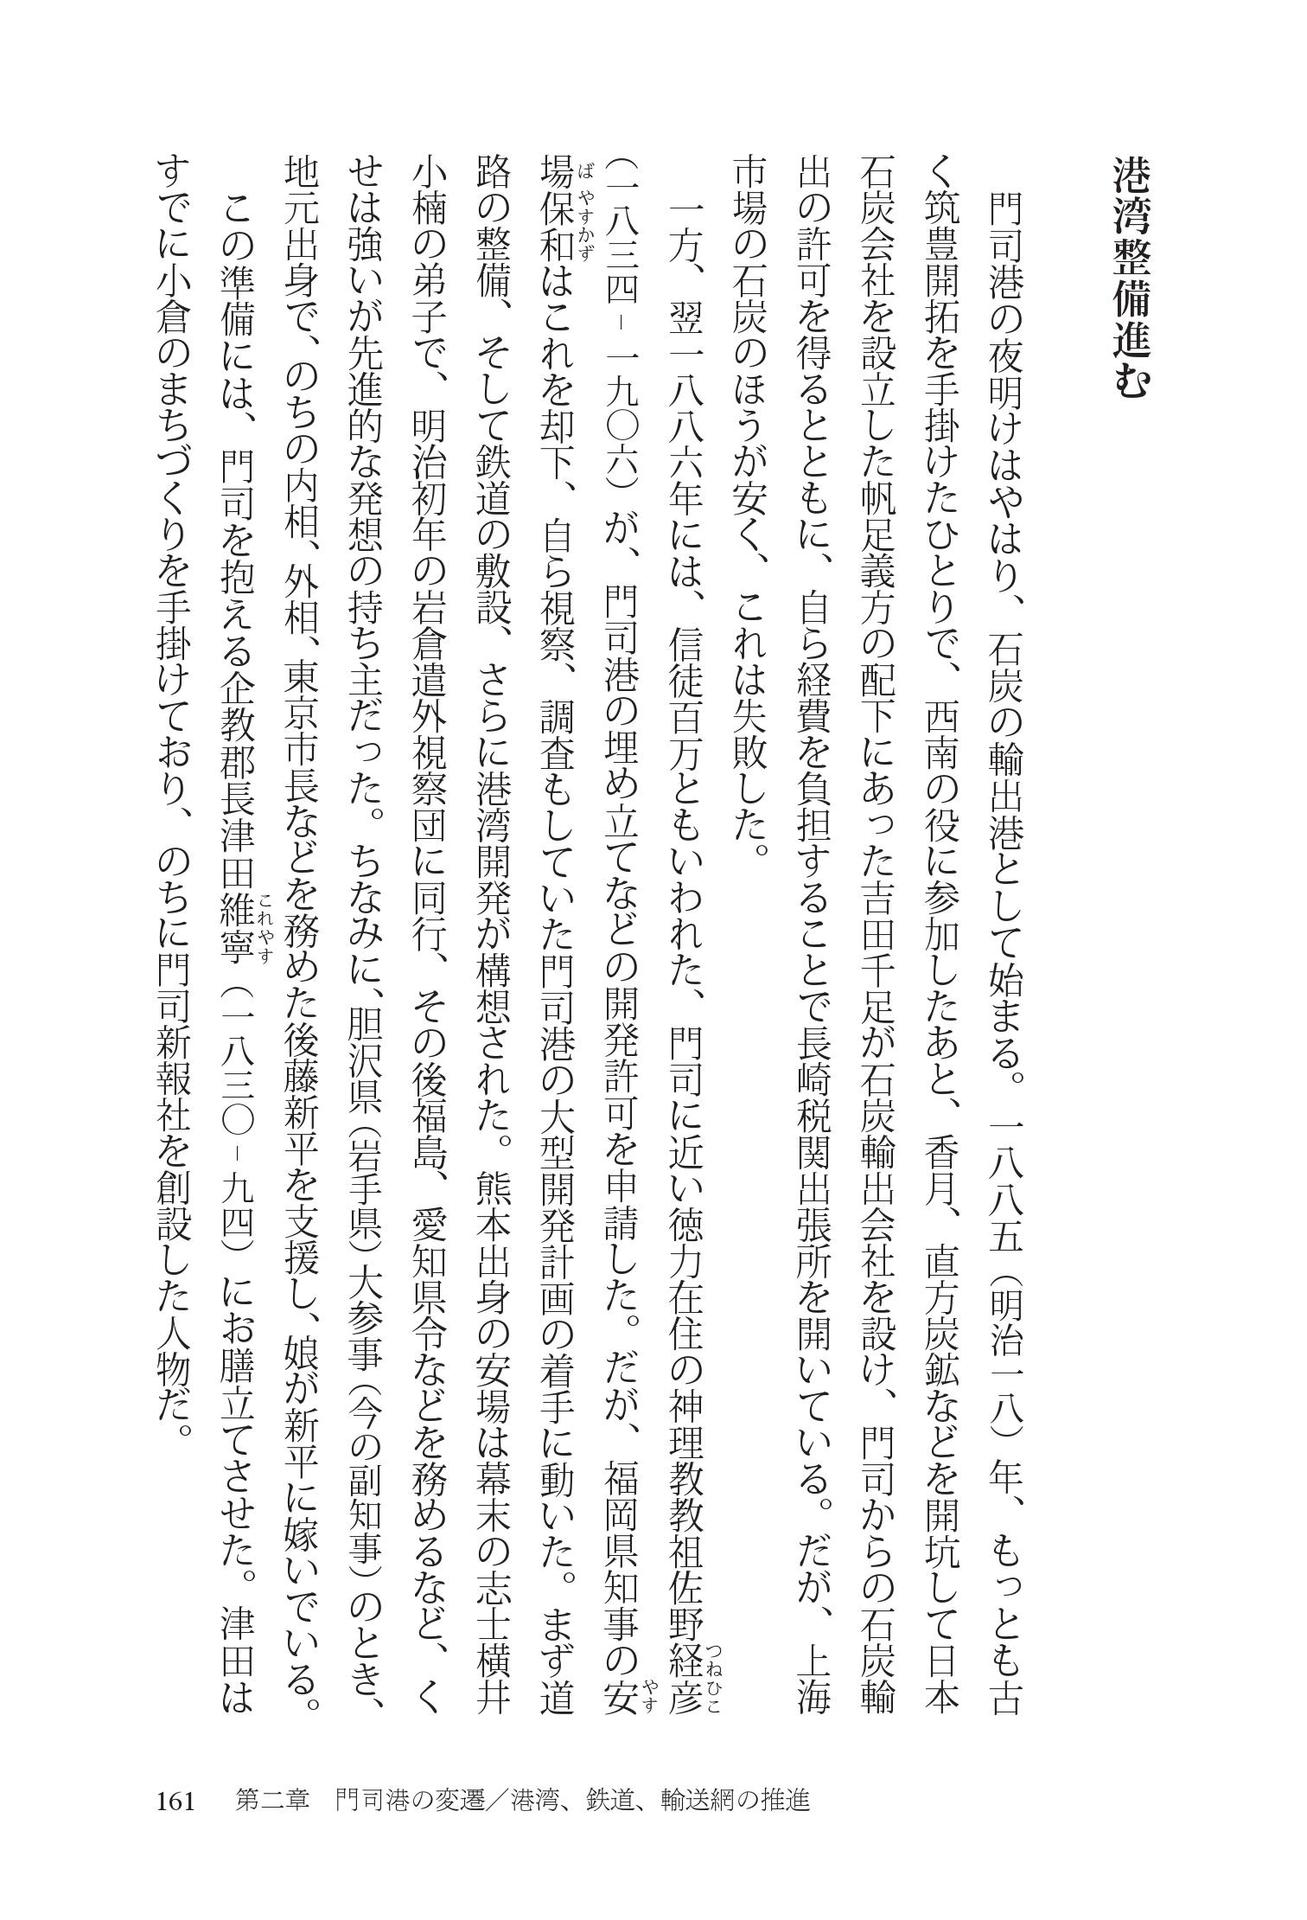 港湾整備進む
門司港の夜明けはやはり、石炭の輸出港として始まる。一八八五（明治一八）年、もっとも古
く筑豊開拓を手掛けたひとりで、西南の役に参加したあと、香月、直方炭鉱などを開坑して日本
石炭会社を設立した帆足義方の配下にあった吉田千足が石炭輸出会社を設け、門司からの石炭輸
出の許可を得るとともに、自ら経費を負担することで長崎税関出張所を開いている。だが、上海
市場の石炭のほうが安く、これは失敗した。
一方、翌一八八六年には、信徒百万ともいわれた、門司に近い徳力在住の神理教教祖佐野経彦
つねひこ
（一八三四－一九〇六）が、門司港の埋め立てなどの開発許可を申請した。だが、福岡県知事の安
やす
場保和はこれを却下、自ら視察、調査もしていた門司港の大型開発計画の着手に動いた。まず道
ば やすかず
路の整備、そして鉄道の敷設、さらに港湾開発が構想された。熊本出身の安場は幕末の志士横井
小楠の弟子で、明治初年の岩倉遣外視察団に同行、その後福島、愛知県令などを務めるなど、く
せは強いが先進的な発想の持ち主だった。ちなみに、胆沢県（岩手県）大参事（今の副知事）のとき、
地元出身で、のちの内相、外相、東京市長などを務めた後藤新平を支援し、娘が新平に嫁いでいる。
この準備には、門司を抱える企教郡長津田維寧（一八三〇－九四）にお膳立てさせた。津田は
これやす
すでに小倉のまちづくりを手掛けており、のちに門司新報社を創設した人物だ。
161　第二章　門司港の変遷／港湾、鉄道、輸送網の推進